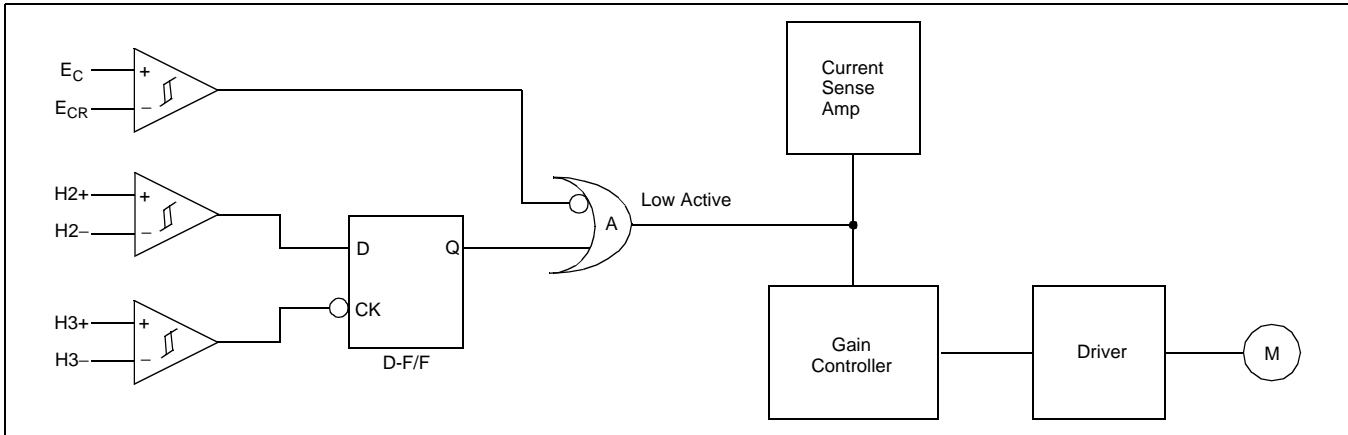 E_C
+
E_CR
−
H2+
+
H2−
−
H3+
+
H3−
−
D
Q
CK
D-F/F
A
Low Active
Current
Sense
Amp
Gain
Controller
Driver
M